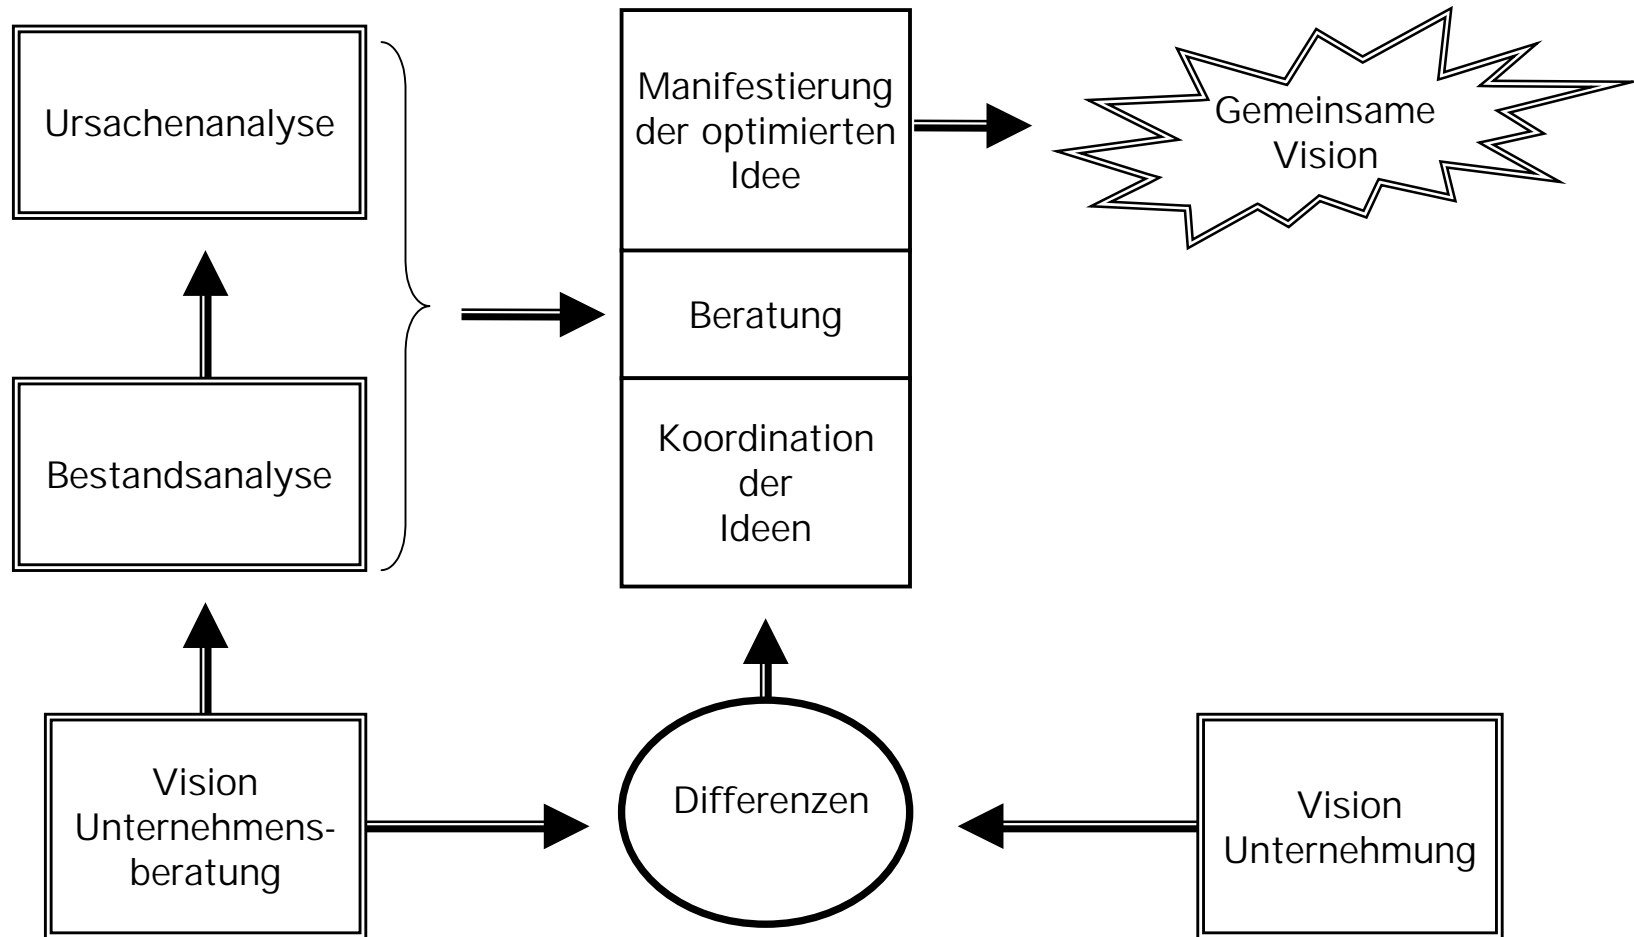 Ursachenanalyse
Manifestierung
der optimierten
Idee
Gemeinsame
Vision
Beratung
Bestandsanalyse
Koordination
der
Ideen
Vision
Unternehmens-
beratung
Differenzen
Vision
Unternehmung